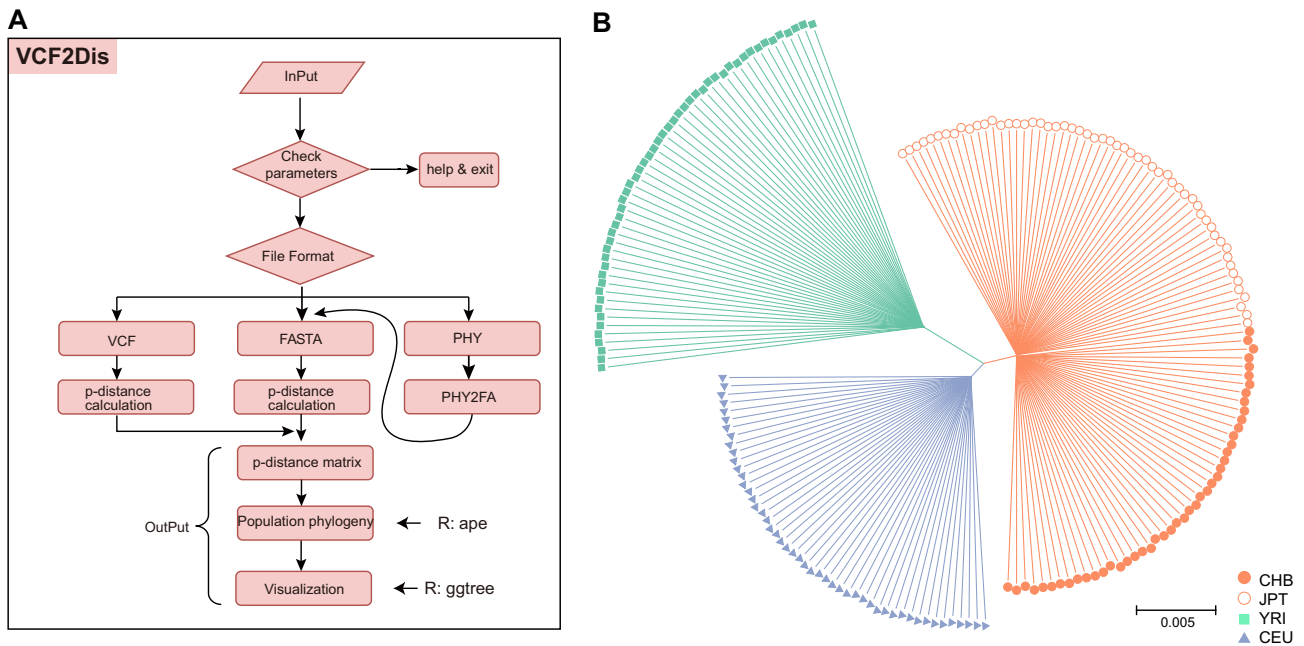 A
VCF2Dis
InPut
Check
parameters
help & exit
File Format
VCF
FASTA
PHY
p-distance
calculation
p-distance
calculation
PHY2FA
p-distance matrix
OutPut
Population phylogeny
R: ape
Visualization
R: ggtree
B
0.005
CHB
JPT
YRI
CEU